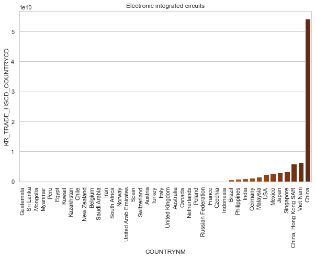 Electronic integrated circuits
1e10
5
4
3
2
1
0
Guatemala
Sri Lanka
Mongolia
Myanmar
Peru
Egypt
Kuwait
Kazakhstan
Chile
New Zealand
Belgium
Saudi Arabia
Iran
South Africa
Norway
United Arab Emirates
Spain
Switzerland
Austria
Turkey
Italy
United Kingdom
Australia
Canada
Netherlands
Poland
Russian Federation
France
Czechia
Indonesia
Brazil
Philippines
India
Germany
Malaysia
USA
Mexico
Japan
Singapore
China, Hong Kong SAR
Viet Nam
China
COUNTRYNM